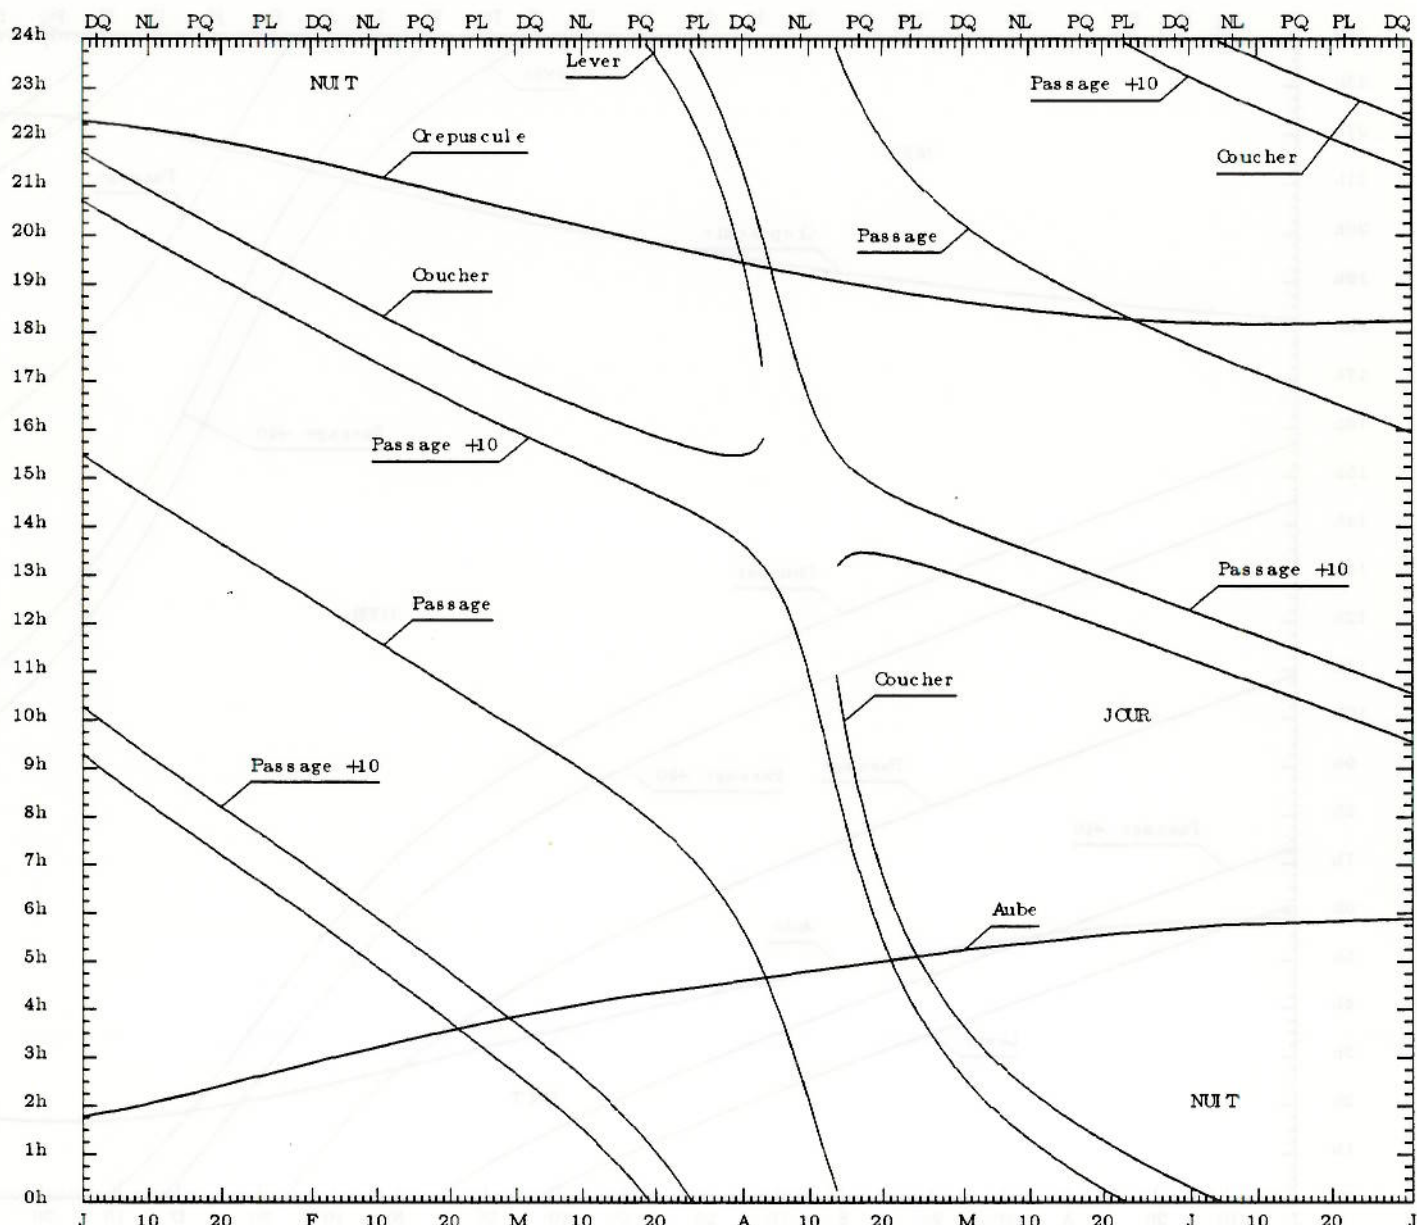 DQ NL PQ PL DQ NL PQ PL DQ NL PQ PL DQ NL PQ PL DQ NL PQ PL DQ NL PQ PL DQ
24h
Lever
23h
NUIT
Passage +10
22h
Crepuscule
Coucher
21h
20h
Passage
19h
Coucher
18h
17h
16h
Passage +10
15h
14h
13h
Passage +10
12h
Passage
11h
Coucher
10h
JOUR
9h
Passage +10
8h
7h
6h
Aube
5h
4h
3h
2h
NUIT
1h
0h
J 10 20 F 10 20 M 10 20 A 10 20 M 10 20 J 10 20 J